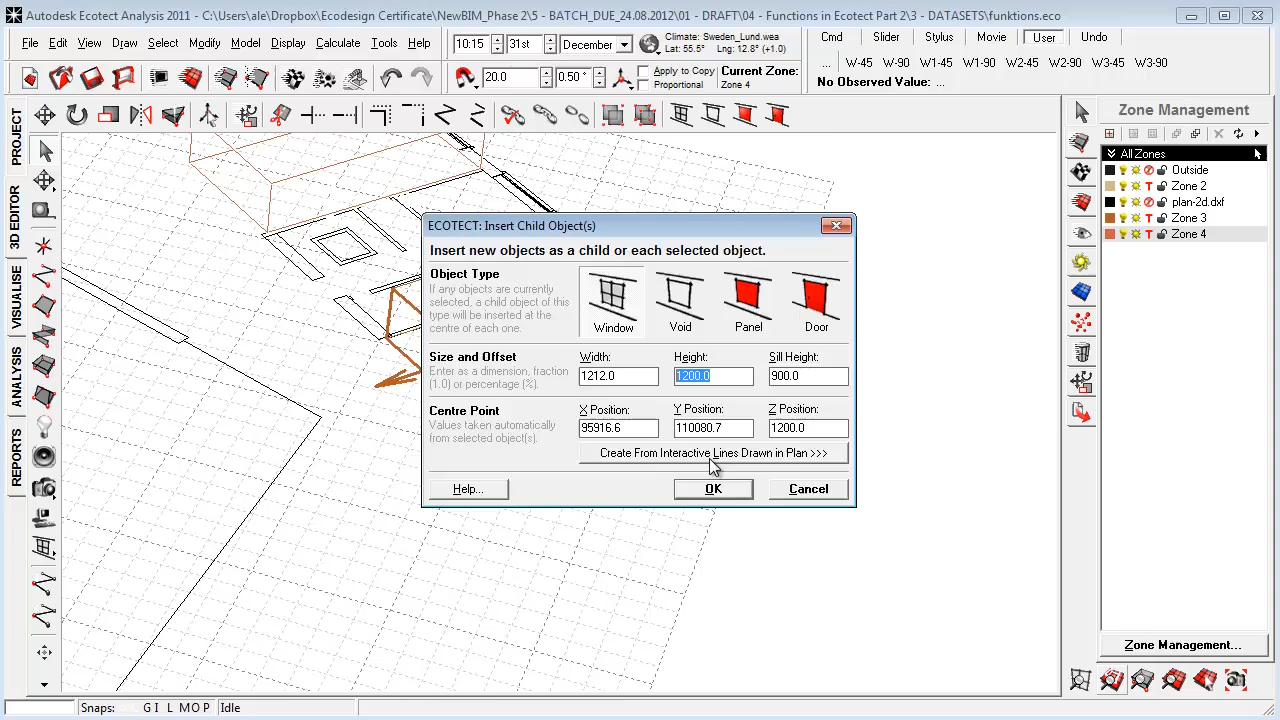 Autodesk Ecotect Analysis 2011 - C:\Users\ale\Dropbox\Ecodesign Certificate\NewBIM_Phase 2\5 - BATCH_DUE_24.08.2012\01 - DRAFT\04 - Functions in Ecotect Part 2\3 - DATASETS\funktions.eco
File Edit View Draw Select Modify Model Display Calculate Tools Help
10:15 31st December
Climate: Sweden_Lund.wea
Lat: 55.5° Lng: 12.8° (+1.0)
Cmd Slider Stylus Movie User Undo
... W-45 W-90 W1-45 W1-90 W2-45 W2-90 W3-45 W3-90
20.0 0.50 °
Apply to Copy
Proportional
Current Zone:
Zone 4
No Observed Value: ...
PROJECT
3D EDITOR
VISUALISE
ANALYSIS
REPORTS
ECOTECT: Insert Child Object(s)
Insert new objects as a child or each selected object.
Object Type
If any objects are currently
selected, a child object of this
type will be inserted at the
centre of each one.
Window Void Panel Door
Size and Offset
Enter as a dimension, fraction
(1.0) or percentage (%).
Width: Height: Sill Height:
1212.0 1200.0 900.0
Centre Point
Values taken automatically
from selected object(s).
X Position: Y Position: Z Position:
95916.6 110080.7 1200.0
Create From Interactive Lines Drawn in Plan >>>
Help... OK Cancel
Zone Management
All Zones
Outside
Zone 2
plan-2d.dxf
Zone 3
Zone 4
Zone Management...
Snaps: G I L M O P Idle